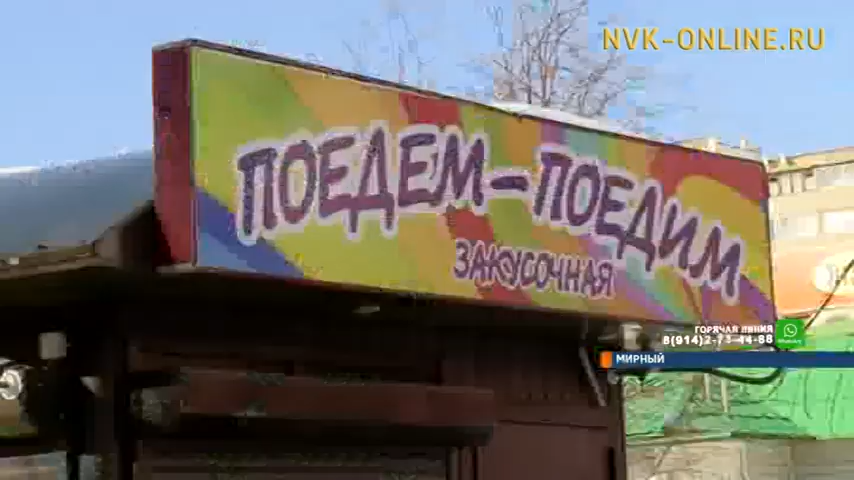 NVK-ONLINE.RU
ПОЕДЕМ-ПОЕДИМ
ЗАКУСОЧНАЯ
ГОРЯЧАЯ ЛИНИЯ
МИРНЫЙ